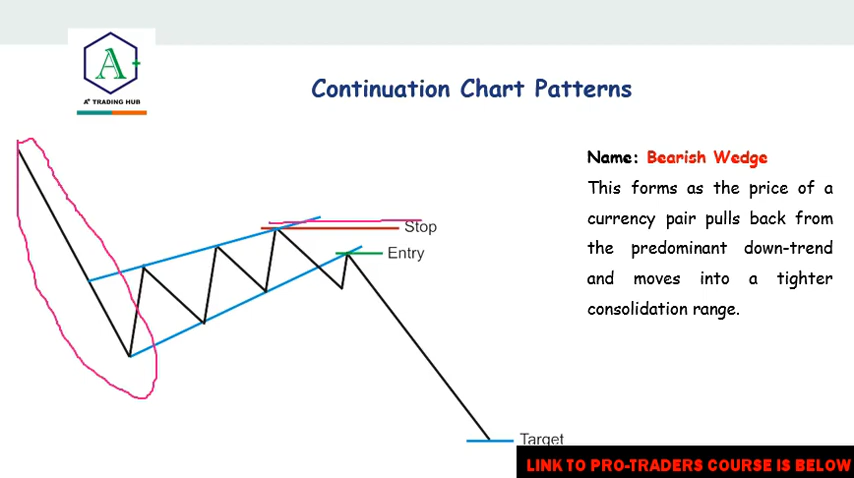 A+
A+ TRADING HUB
Continuation Chart Patterns
Name: Bearish Wedge
This forms as the price of a
currency pair pulls back from
the predominant down-trend
and moves into a tighter
consolidation range.
Stop
Entry
Target
LINK TO PRO-TRADERS COURSE IS BELOW